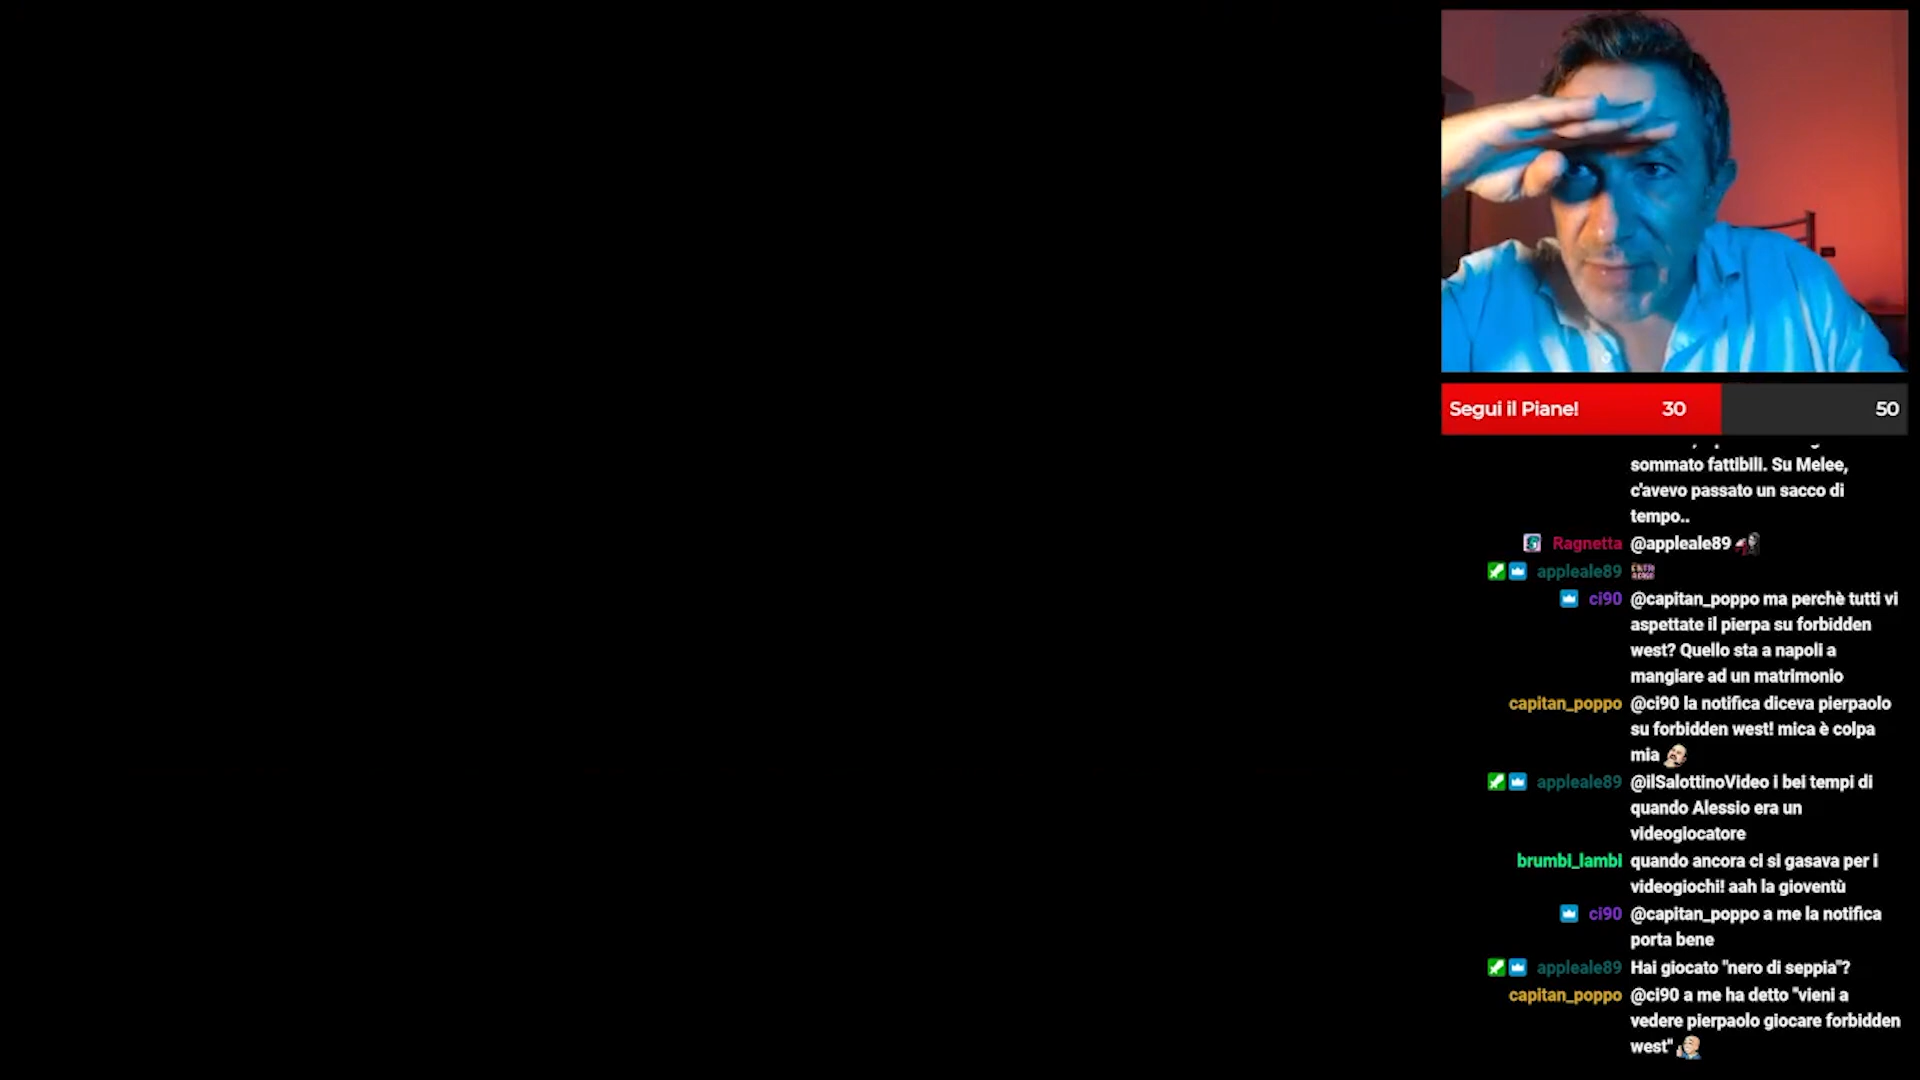 Segui il Piane! 30 50
sommato fattibili. Su Melee,
c'avevo passato un sacco di
tempo..
Ragnetta @appleale89
appleale89
ci90 @capitan_poppo ma perchè tutti vi
aspettate il pierpa su forbidden
west? Quello sta a napoli a
mangiare ad un matrimonio
capitan_poppo @ci90 la notifica diceva pierpaolo
su forbidden west! mica è colpa
mia
appleale89 @ilSalottinoVideo i bei tempi di
quando Alessio era un
videogiocatore
brumbi_lambi quando ancora ci si gasava per i
videogiochi! aah la gioventù
ci90 @capitan_poppo a me la notifica
porta bene
appleale89 Hai giocato "nero di seppia"?
capitan_poppo @ci90 a me ha detto "vieni a
vedere pierpaolo giocare forbidden
west"